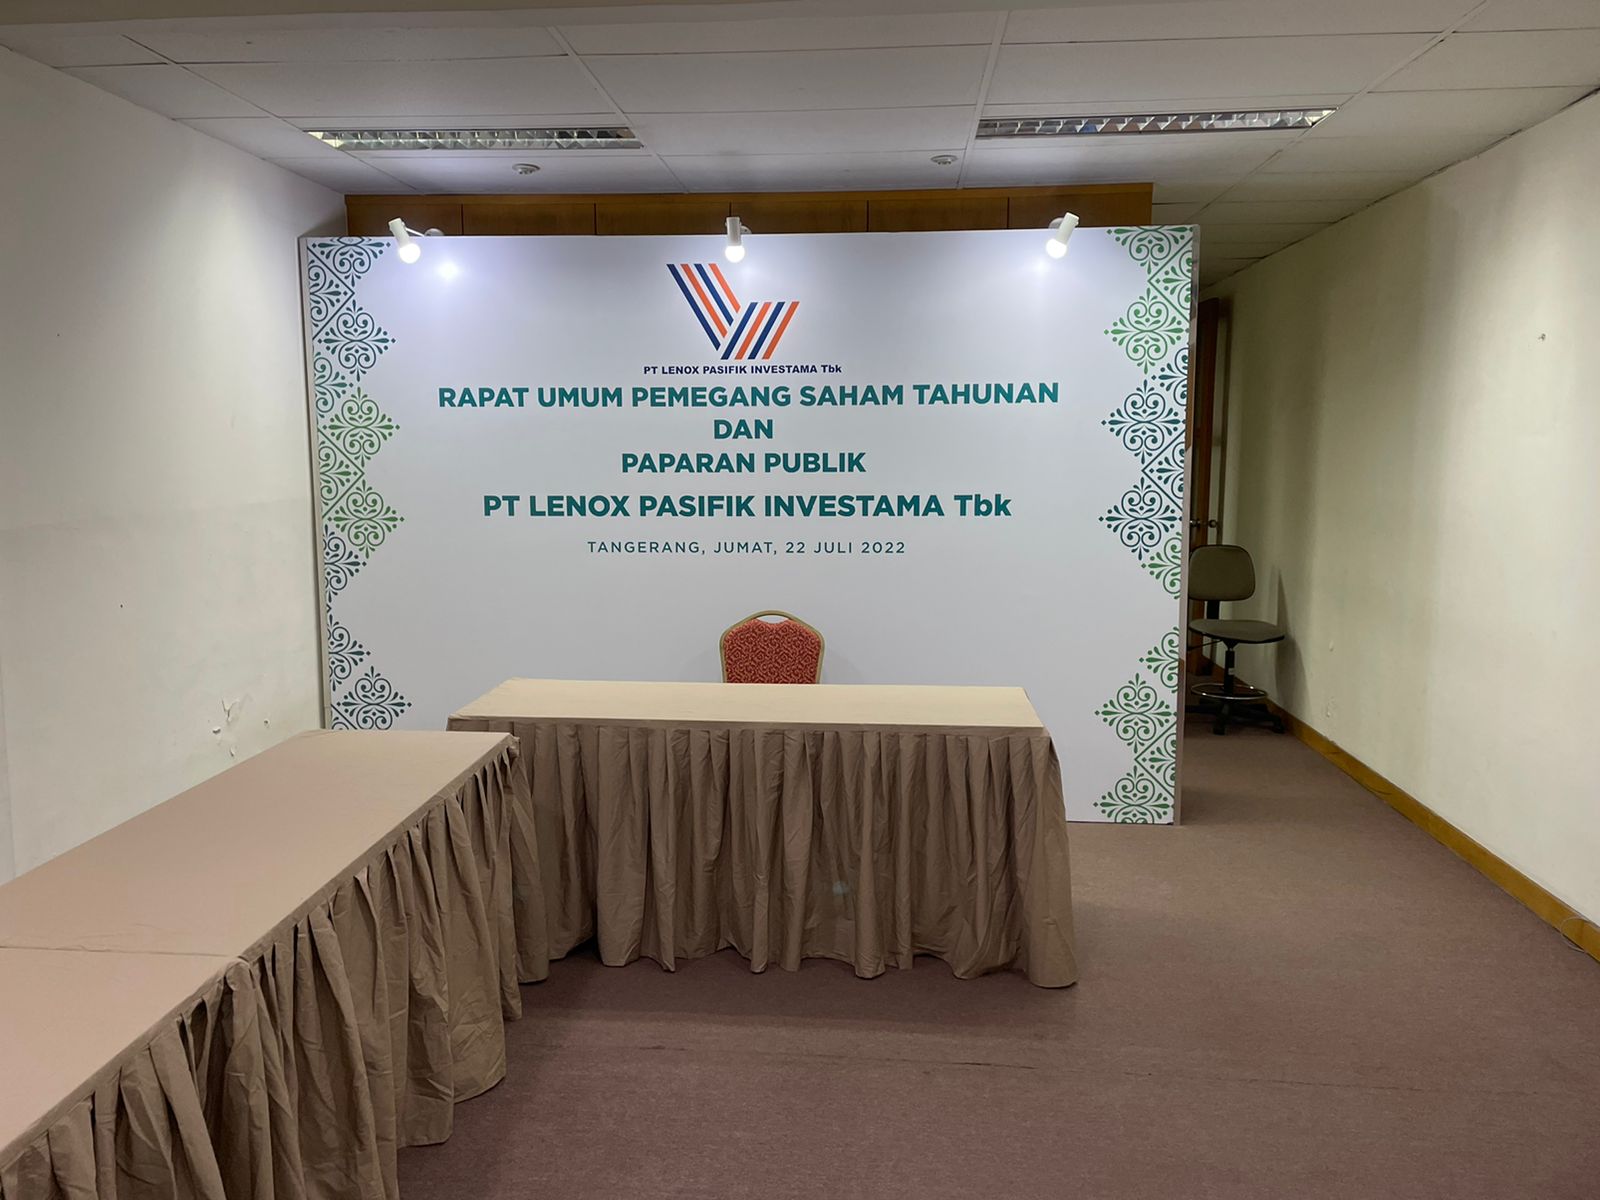 PT LENOX PASIFIK INVESTAMA Tbk
RAPAT UMUM PEMEGANG SAHAM TAHUNAN
DAN
PAPARAN PUBLIK
PT LENOX PASIFIK INVESTAMA Tbk
TANGERANG, JUMAT, 22 JULI 2022